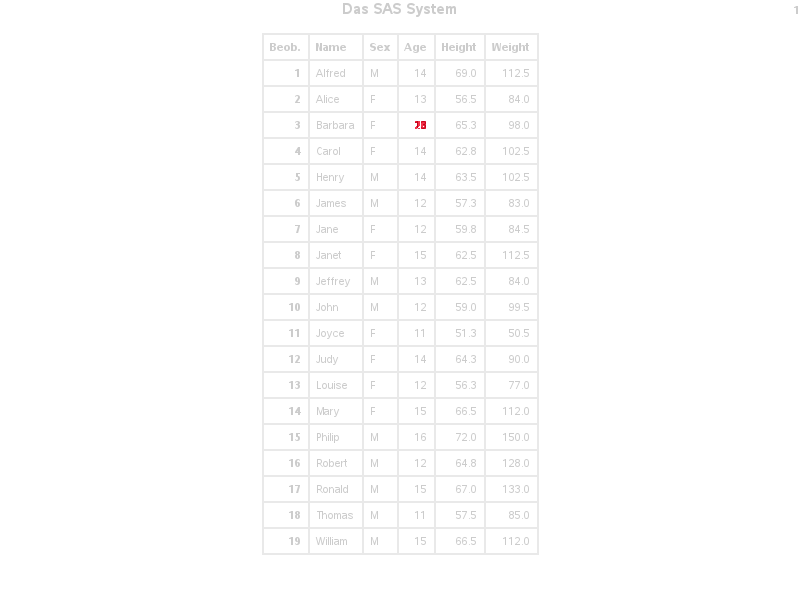 Das SAS System 1
Beob. Name Sex Age Height Weight
1 Alfred M 14 69.0 112.5
2 Alice F 13 56.5 84.0
3 Barbara F 65.3 98.0
4 Carol F 14 62.8 102.5
5 Henry M 14 63.5 102.5
6 James M 12 57.3 83.0
7 Jane F 12 59.8 84.5
8 Janet F 15 62.5 112.5
9 Jeffrey M 13 62.5 84.0
10 John M 12 59.0 99.5
11 Joyce F 11 51.3 50.5
12 Judy F 14 64.3 90.0
13 Louise F 12 56.3 77.0
14 Mary F 15 66.5 112.0
15 Philip M 16 72.0 150.0
16 Robert M 12 64.8 128.0
17 Ronald M 15 67.0 133.0
18 Thomas M 11 57.5 85.0
19 William M 15 66.5 112.0